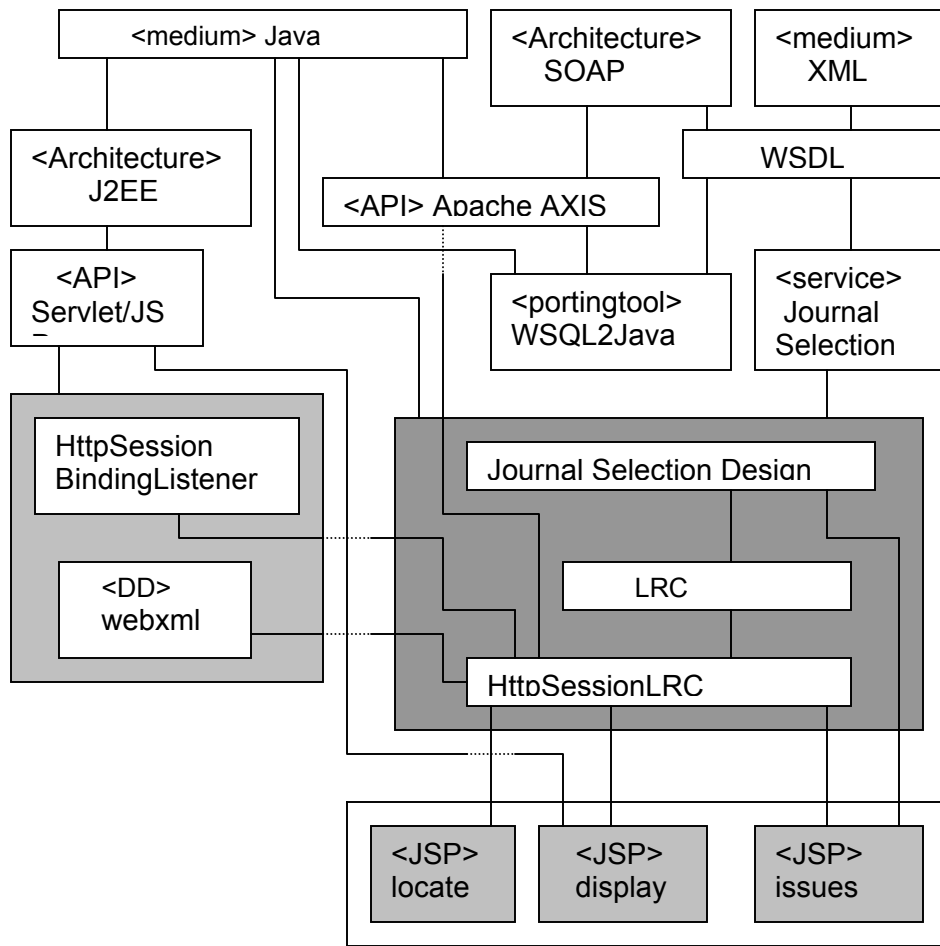 <medium> Java
<Architecture>
SOAP
<medium>
XML
<Architecture>
J2EE
WSDL
<API> Apache AXIS
<API>
Servlet/JS
<portingtool>
WSQL2Java
<service>
Journal
Selection
HttpSession
BindingListener
Journal Selection Design
<DD>
webxml
LRC
HttpSessionLRC
<JSP>
locate
<JSP>
display
<JSP>
issues